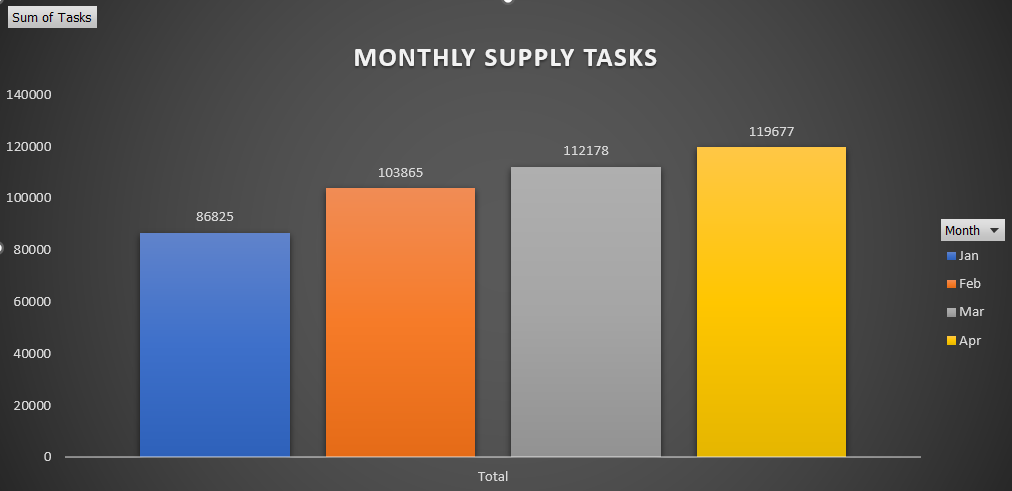 Sum of Tasks
MONTHLY SUPPLY TASKS
140000
120000
100000
80000
60000
40000
20000
0
86825
103865
112178
119677
Total
Month
Jan
Feb
Mar
Apr